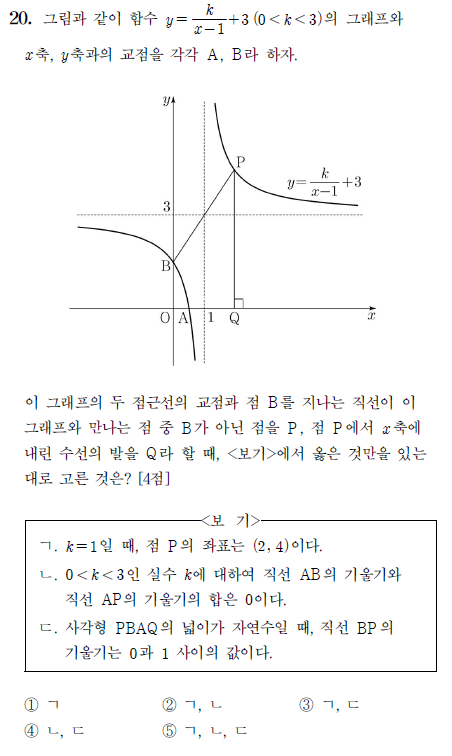 20. 그림과 같이 함수 y=k/(x-1)+3 (0<k<3)의 그래프와
x축, y축과의 교점을 각각 A, B라 하자.
y
P
y=k/(x-1)+3
3
B
O A 1 Q x
이 그래프의 두 점근선의 교점과 점 B를 지나는 직선이 이
그래프와 만나는 점 중 B가 아닌 점을 P, 점 P에서 x축에
내린 수선의 발을 Q라 할 때, <보기>에서 옳은 것만을 있는
대로 고른 것은? [4점]
<보 기>
ㄱ. k=1일 때, 점 P의 좌표는 (2, 4)이다.
ㄴ. 0<k<3인 실수 k에 대하여 직선 AB의 기울기와
직선 AP의 기울기의 합은 0이다.
ㄷ. 사각형 PBAQ의 넓이가 자연수일 때, 직선 BP의
기울기는 0과 1 사이의 값이다.
① ㄱ ② ㄱ, ㄴ ③ ㄱ, ㄷ
④ ㄴ, ㄷ ⑤ ㄱ, ㄴ, ㄷ